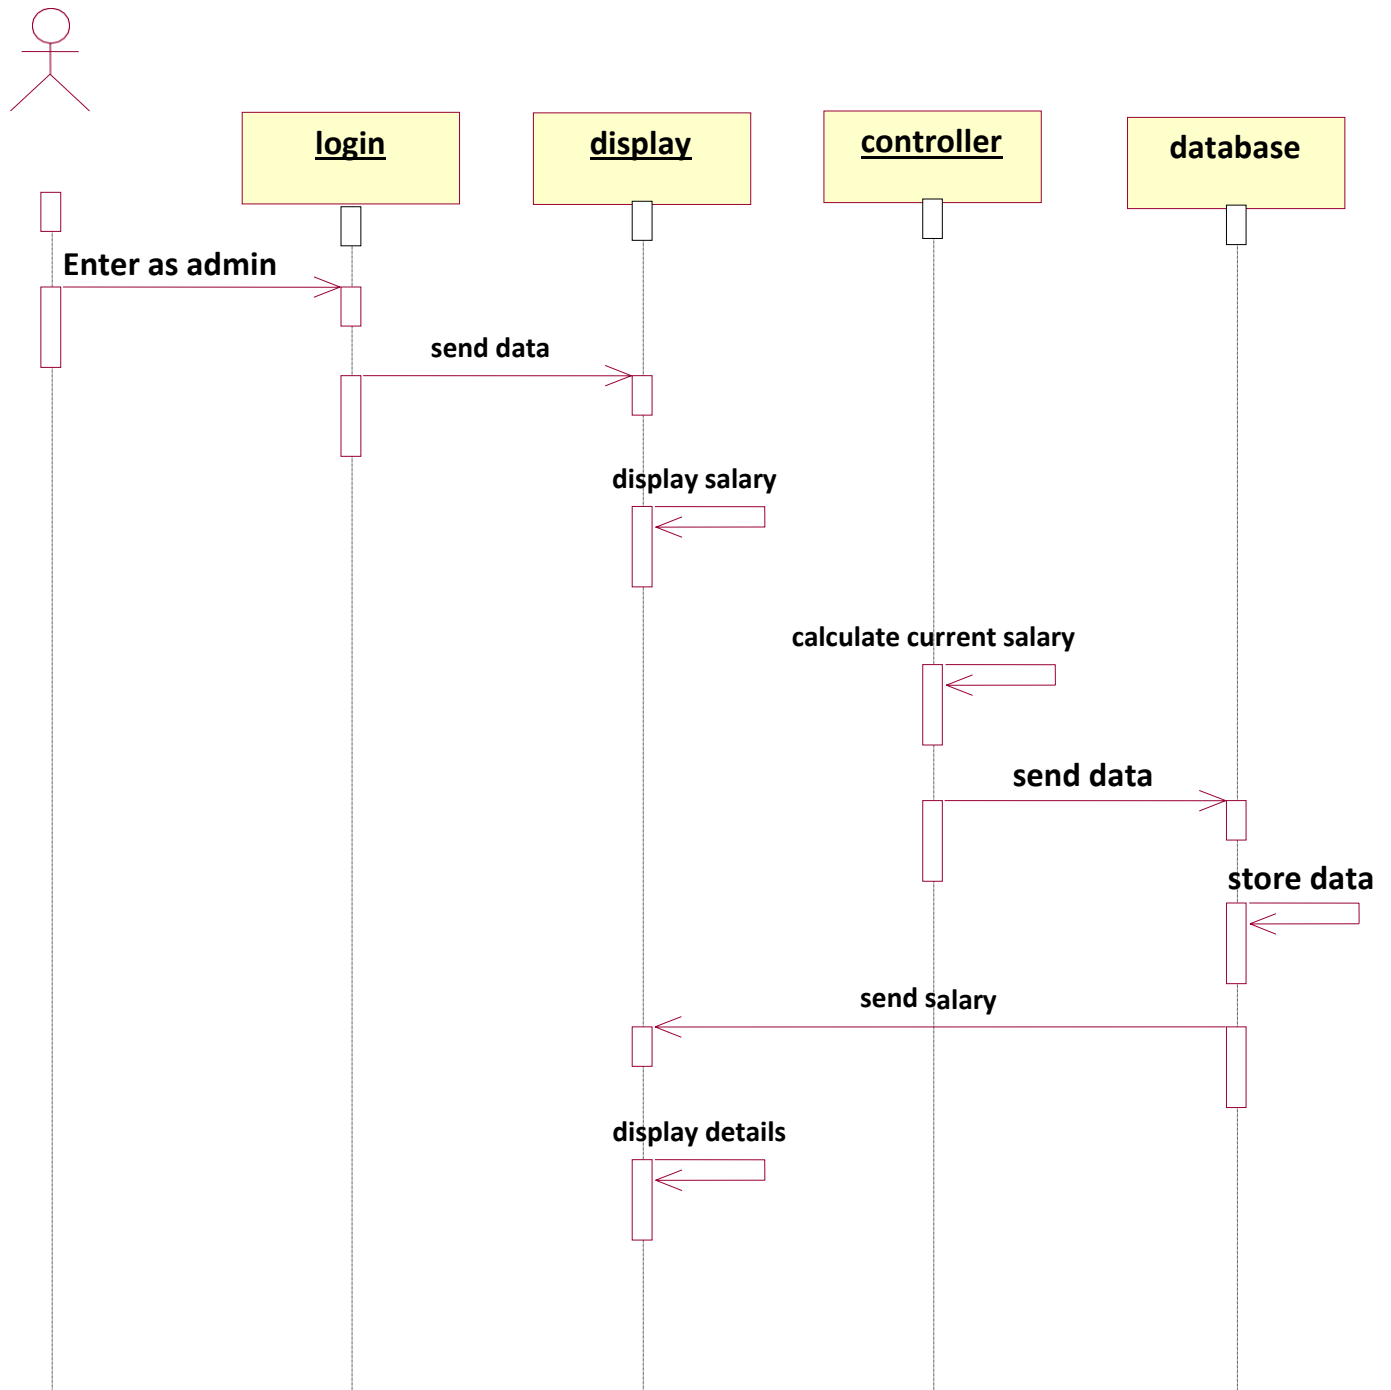 login
display
controller
database
Enter as admin
send data
display salary
calculate current salary
send data
store data
send salary
display details